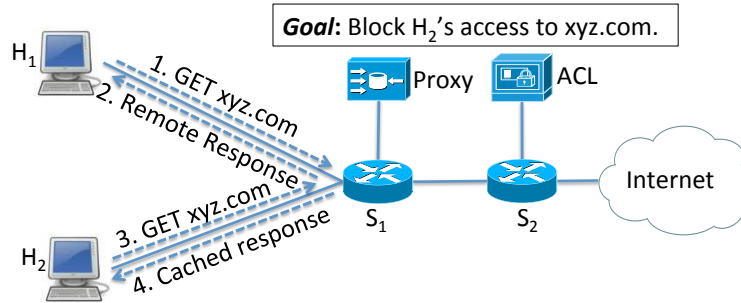 Goal: Block H₂’s access to xyz.com.
H₁
1. GET xyz.com
2. Remote Response
Proxy
ACL
3. GET xyz.com
4. Cached response
H₂
S₁
S₂
Internet